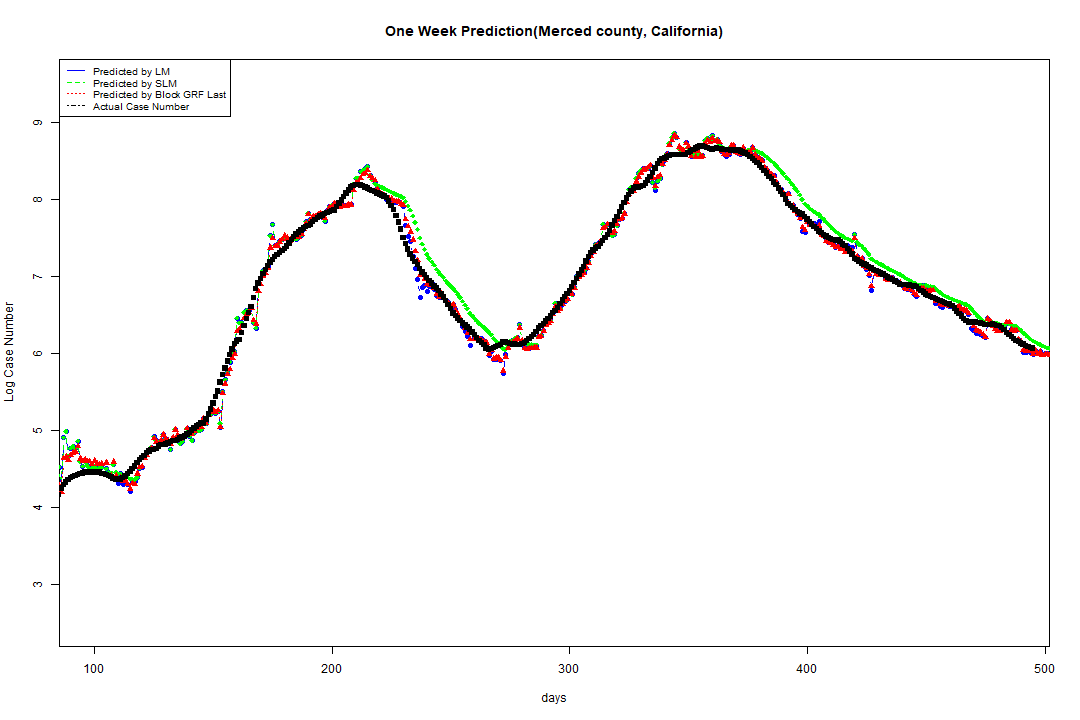 One Week Prediction(Merced county, California)
Predicted by LM
Predicted by SLM
Predicted by Block GRF Last
Actual Case Number
9
8
7
6
5
4
3
Log Case Number
100 200 300 400 500
days